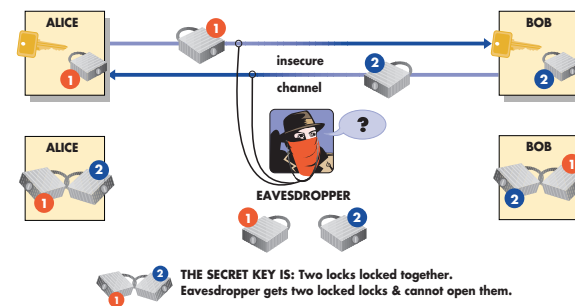 ALICE
1
BOB
1
insecure
channel
2
2
?
ALICE
2
1
EAVESDROPPER
BOB
1
2
1
2
2
1
THE SECRET KEY IS: Two locks locked together.
Eavesdropper gets two locked locks & cannot open them.